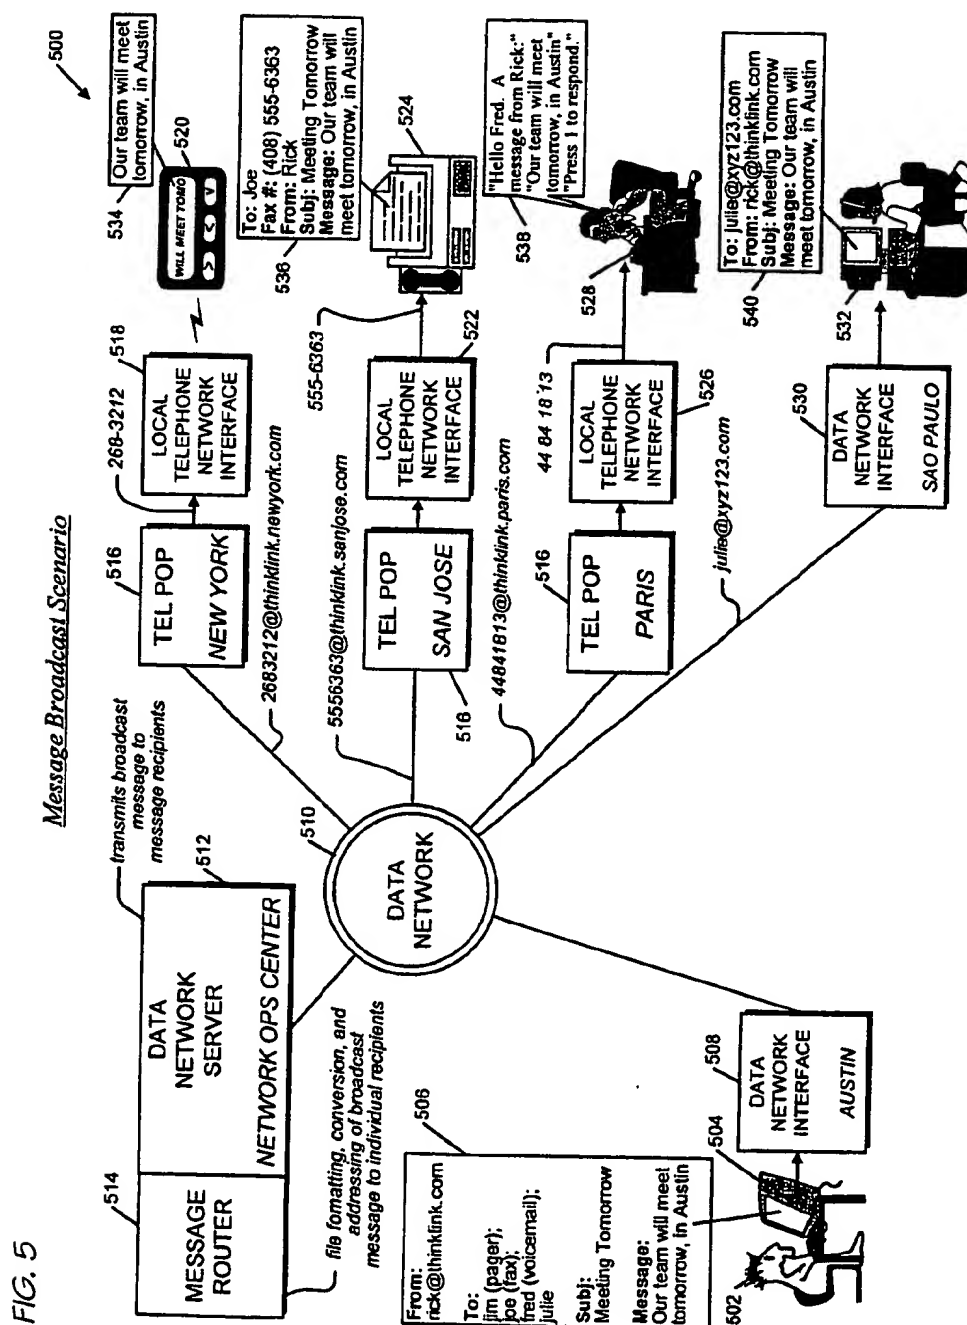 FIG. 5
Message Broadcast Scenario
500
514
MESSAGE
ROUTER
DATA
NETWORK
SERVER
NETWORK OPS CENTER
512
transmits broadcast
message to
message recipients
file fomatting, conversion, and
addressing of broadcast
message to individual recipients
510
DATA
NETWORK
506
From:
rick@thinklink.com
To:
jim (pager);
joe (fax);
fred (voicemail);
julie
Subj:
Meeting Tomorrow
Message:
Our team will meet
tomorrow, in Austin
502
504
508
DATA
NETWORK
INTERFACE
AUSTIN
2683212@thinklink.newyork.com
516
TEL POP
NEW YORK
268-3212
518
LOCAL
TELEPHONE
NETWORK
INTERFACE
534
Our team will meet
tomorrow, in Austin
WILL MEET TOMO
520
5556363@thinklink.sanjose.com
TEL POP
SAN JOSE
516
555-6363
LOCAL
TELEPHONE
NETWORK
INTERFACE
522
536
To: Joe
Fax #: (408) 555-6363
From: Rick
Subj: Meeting Tomorrow
Message: Our team will
meet tomorrow, in Austin
524
44841813@thinklink.paris.com
516
TEL POP
PARIS
44 84 18 13
LOCAL
TELEPHONE
NETWORK
INTERFACE
526
528
538
"Hello Fred. A
message from Rick:"
"Our team will meet
tomorrow, in Austin"
"Press 1 to respond."
julie@xyz123.com
530
DATA
NETWORK
INTERFACE
SAO PAULO
532
540
To: julie@xyz123.com
From: rick@thinklink.com
Subj: Meeting Tomorrow
Message: Our team will
meet tomorrow, in Austin